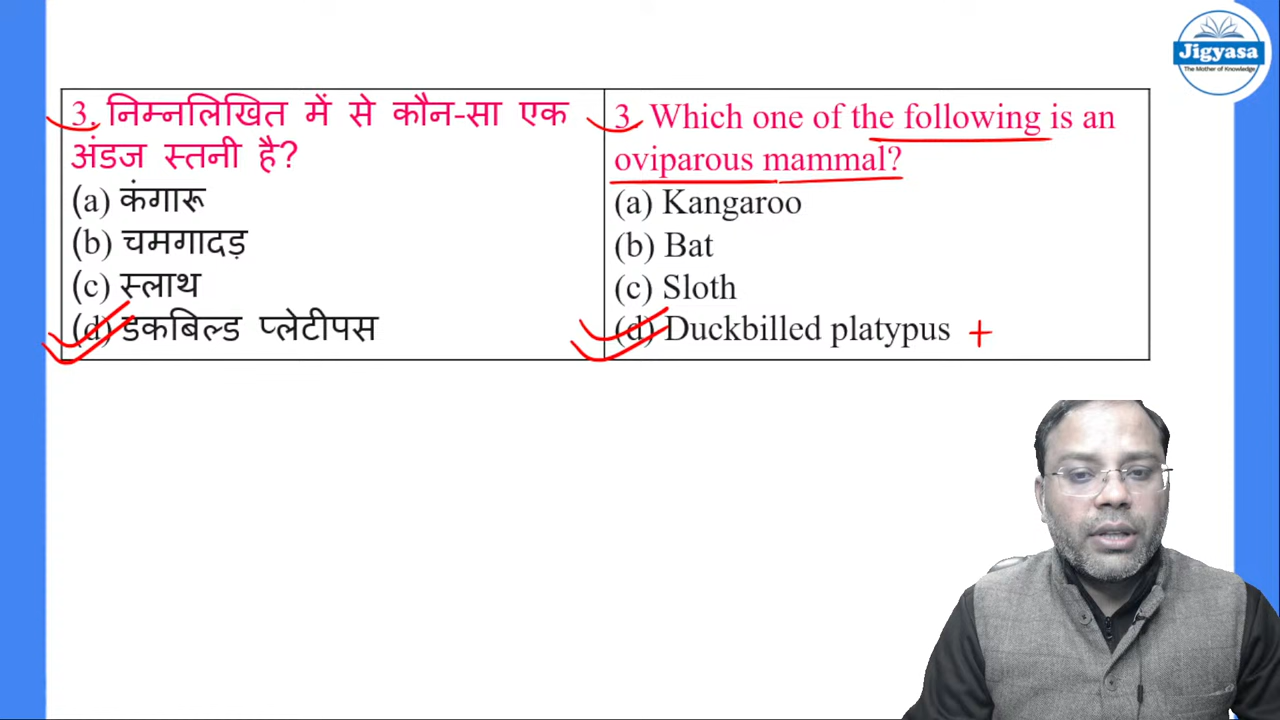 Jigyasa
The Mother of Knowledge
3. निम्नलिखित में से कौन-सा एक
अंडज स्तनी है?
(a) कंगारू
(b) चमगादड़
(c) स्लाथ
(d) डकबिल्ड प्लेटीपस
3. Which one of the following is an
oviparous mammal?
(a) Kangaroo
(b) Bat
(c) Sloth
(d) Duckbilled platypus +